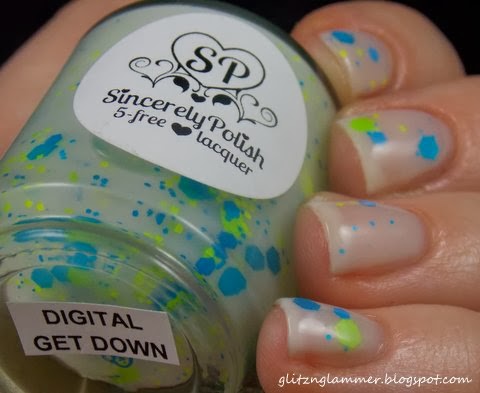 SP
Sincerely Polish
5-free lacquer
DIGITAL
GET DOWN
glitznglammer.blogspot.com